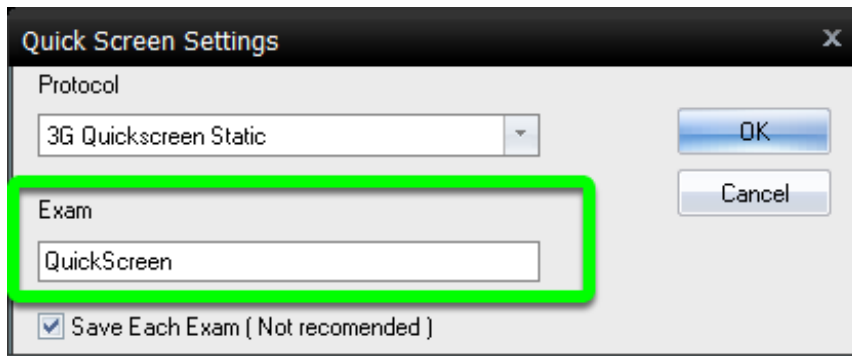 Quick Screen Settings x
Protocol
3G Quickscreen Static
OK
Exam
Cancel
QuickScreen
Save Each Exam ( Not recomended )